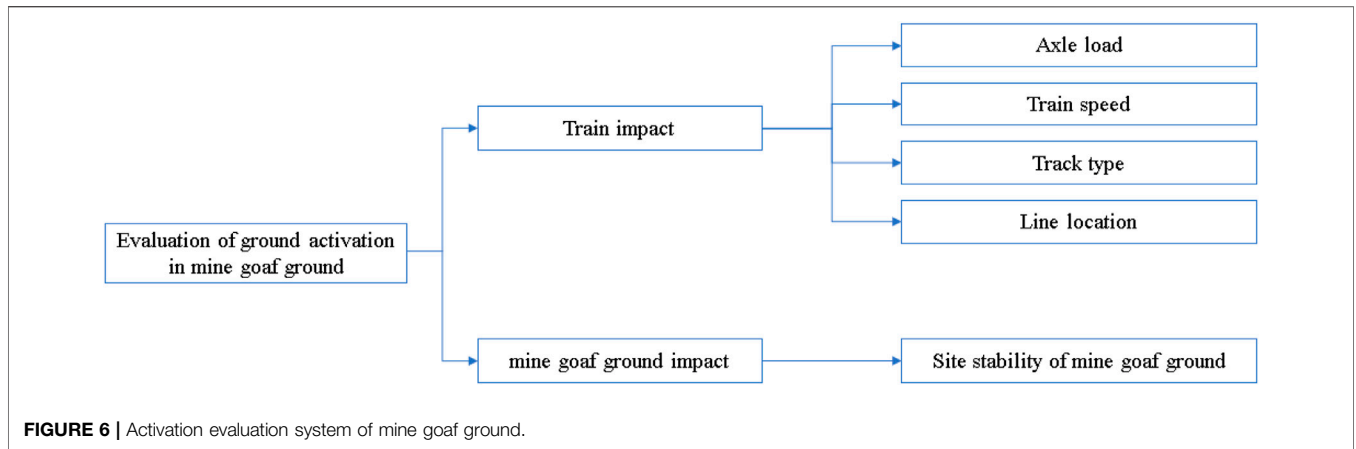 Axle load
Train speed
Train impact
Track type
Line location
Evaluation of ground activation
in mine goaf ground
mine goaf ground impact
Site stability of mine goaf ground
FIGURE 6 | Activation evaluation system of mine goaf ground.